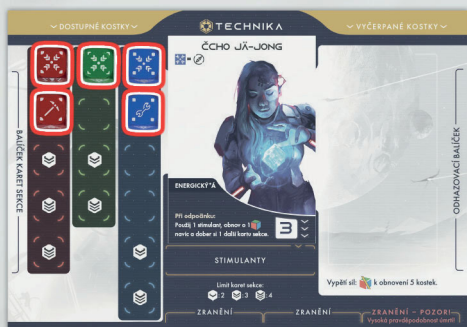 DOSTUPNÉ KOSTKY
TECHNIKA
VYČERPANÉ KOSTKY
ČCHO JÄ-JONG
=
BALÍČEK KARET SEKCE
ODHAZOVACÍ BALÍČEK
ENERGICKÝ*Á
Při odpočinku:
Použij 1 stimulant, obnov o 1
navíc a dober si 1 další kartu sekce.
3
STIMULANTY
Limit karet sekce:
:2 :3 :4
Vypětí sil: k obnovení 5 kostek.
ZRANĚNÍ
ZRANĚNÍ
ZRANĚNÍ – POZOR!
Vysoká pravděpodobnost úmrtí!